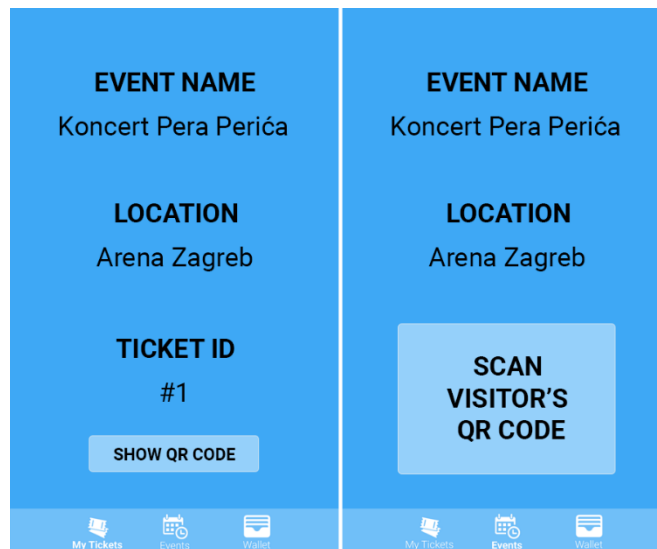 EVENT NAME
Koncert Pera Perića
LOCATION
Arena Zagreb
TICKET ID
#1
SHOW QR CODE
My Tickets
Events
Wallet
EVENT NAME
Koncert Pera Perića
LOCATION
Arena Zagreb
SCAN
VISITOR’S
QR CODE
My Tickets
Events
Wallet